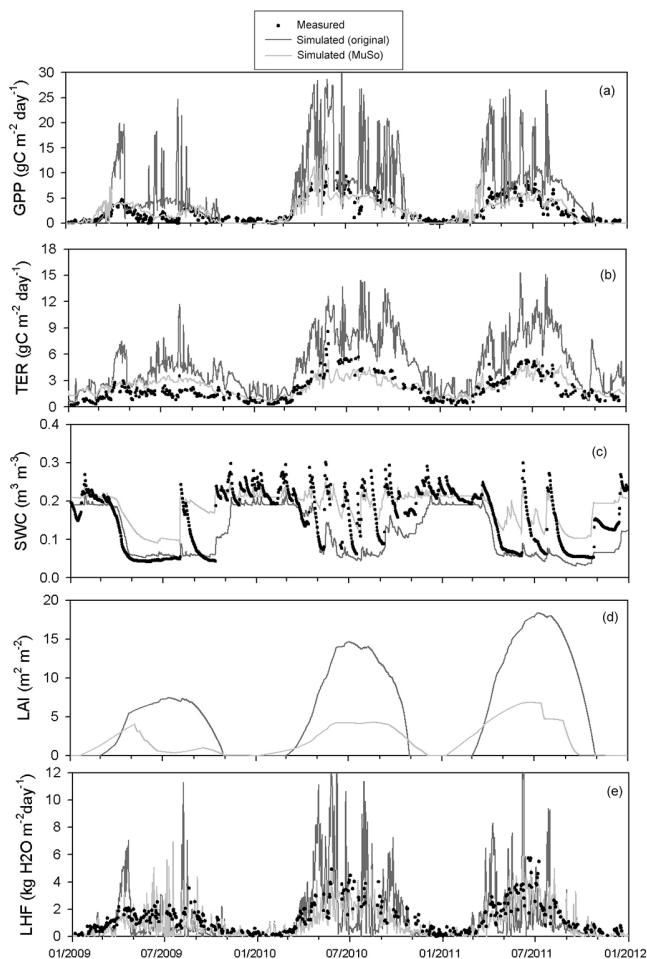 Measured
Simulated (original)
Simulated (MuSo)
(a)
GPP (gC m-2 day-1)
30
25
20
15
10
5
0
(b)
TER (gC m-2 day-1)
18
15
12
9
6
3
0
(c)
SWC (m3 m-3)
0.4
0.3
0.2
0.1
0.0
(d)
LAI (m2 m-2)
20
15
10
5
0
(e)
LHF (kg H2O m-2day-1)
12
10
8
6
4
2
0
01/2009 07/2009 01/2010 07/2010 01/2011 07/2011 01/2012